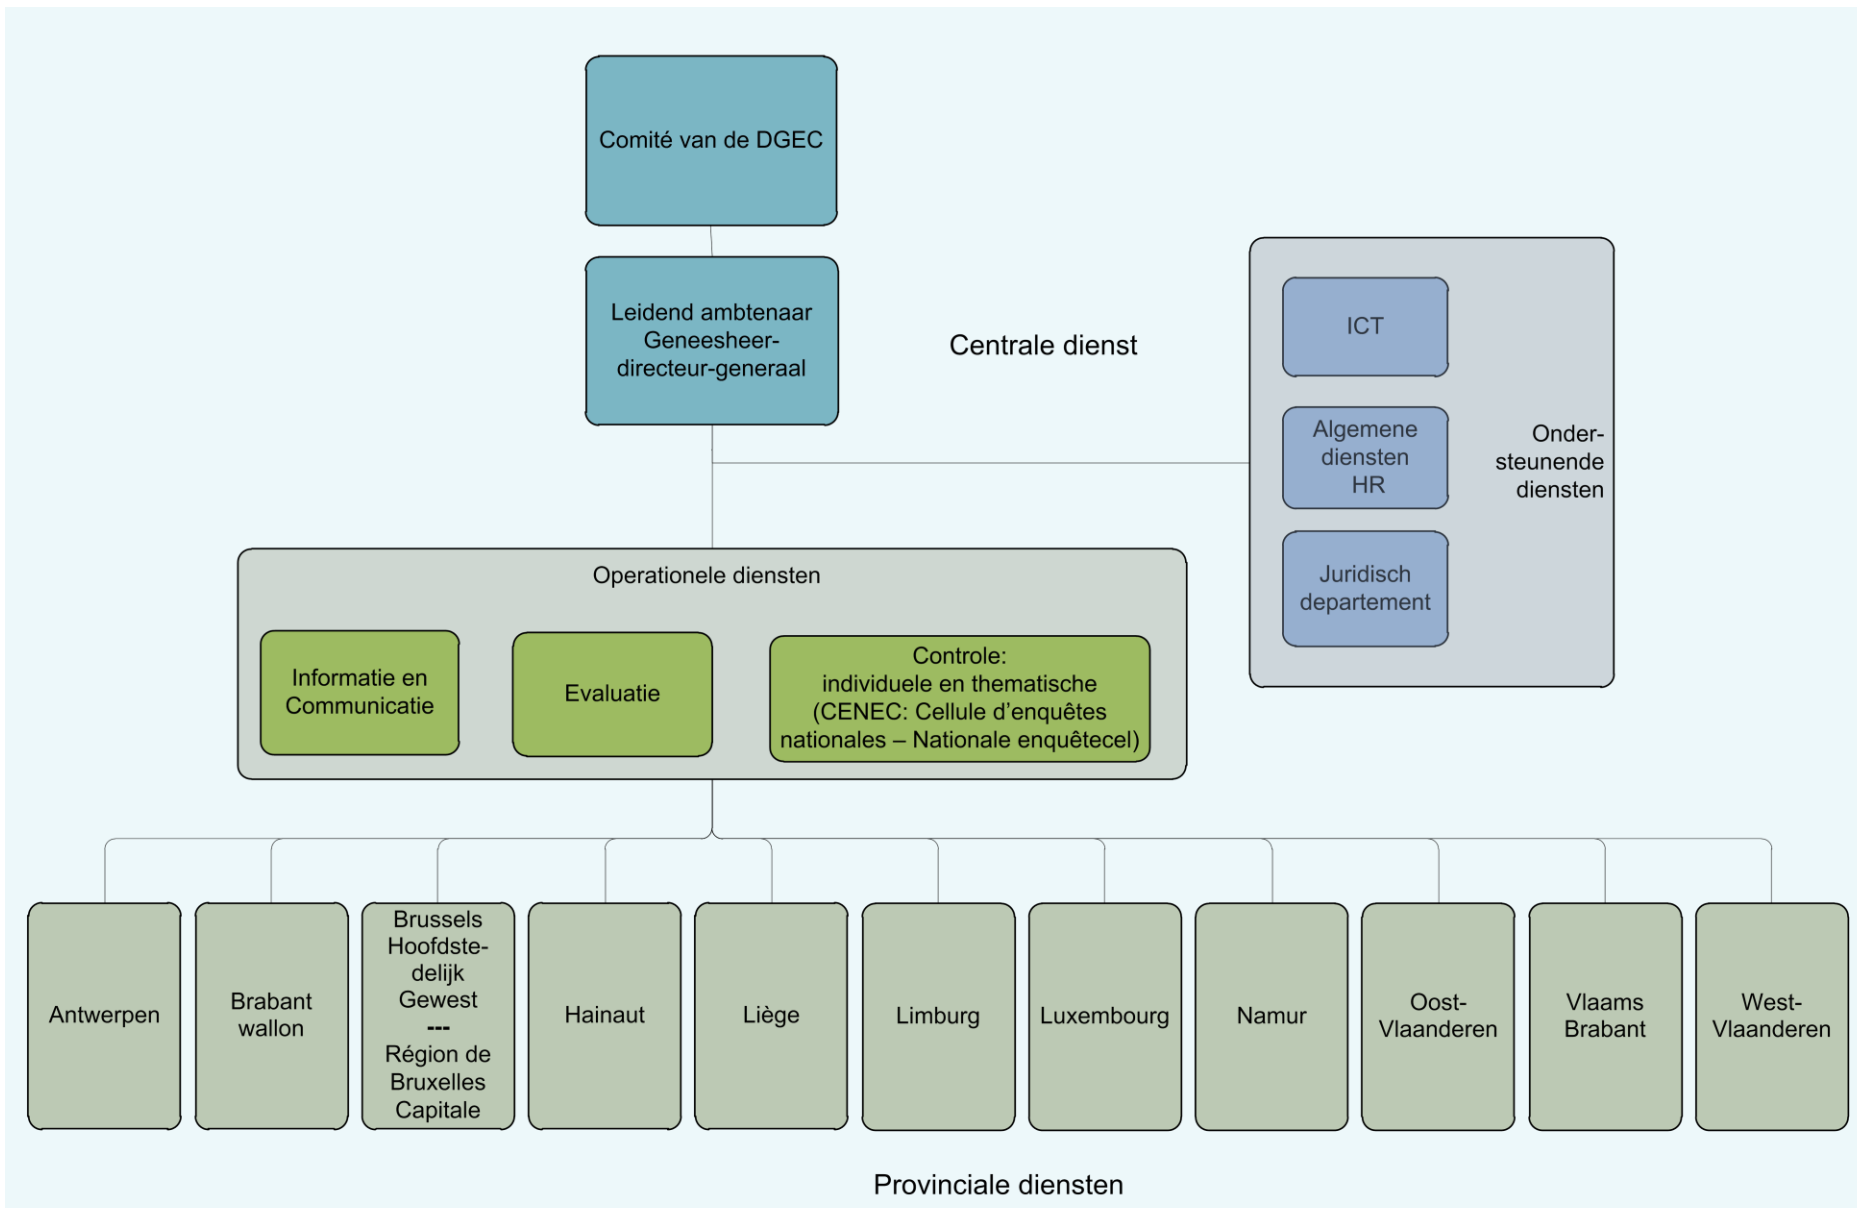 Comité van de DGEC
Leidend ambtenaar
Geneesheer-
directeur-generaal
Centrale dienst
ICT
Algemene
diensten
HR
Juridisch
departement
Onder-
steunende
diensten
Operationele diensten
Informatie en
Communicatie
Evaluatie
Controle:
individuele en thematische
(CENEC: Cellule d’enquêtes
nationales – Nationale enquêtecel)
Antwerpen
Brabant
wallon
Brussels
Hoofdste-
delijk
Gewest
---
Région de
Bruxelles
Capitale
Hainaut
Liège
Limburg
Luxembourg
Namur
Oost-
Vlaanderen
Vlaams
Brabant
West-
Vlaanderen
Provinciale diensten